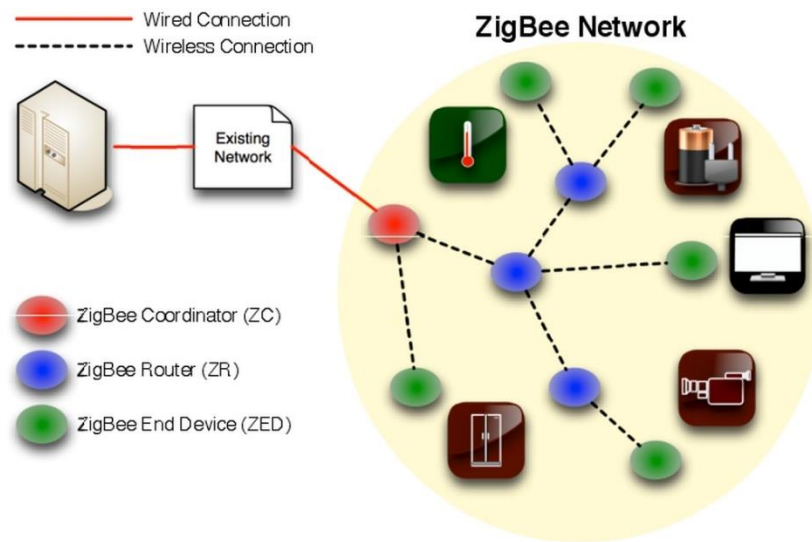 Wired Connection
Wireless Connection
ZigBee Network
Existing
Network
ZigBee Coordinator (ZC)
ZigBee Router (ZR)
ZigBee End Device (ZED)